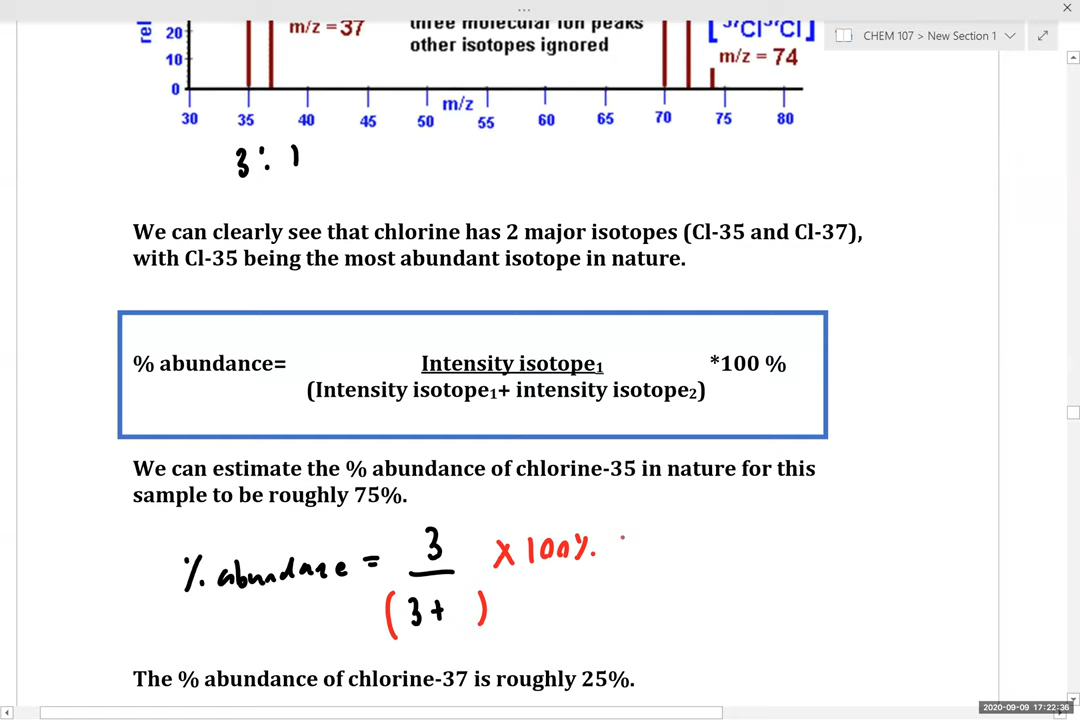 ...
CHEM 107 > New Section 1
rel
20
10
0
m/z = 37
three molecular ion peaks
other isotopes ignored
[³⁷Cl³⁷Cl]
m/z = 74
m/z
30 35 40 45 50 55 60 65 70 75 80
3 : 1
We can clearly see that chlorine has 2 major isotopes (Cl-35 and Cl-37),
with Cl-35 being the most abundant isotope in nature.
% abundance= Intensity isotope₁ *100 %
(Intensity isotope₁+ intensity isotope₂)
We can estimate the % abundance of chlorine-35 in nature for this
sample to be roughly 75%.
% abundance = 3 x 100%
( 3 + )
The % abundance of chlorine-37 is roughly 25%.
2020-09-09 17:22:36